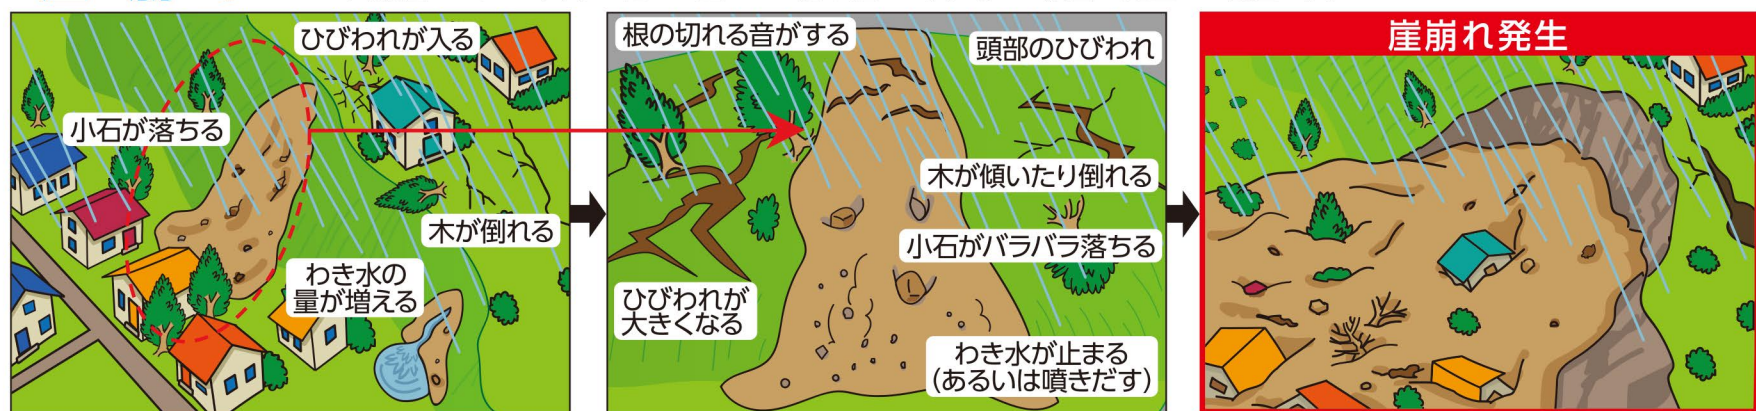 ひびわれが入る
小石が落ちる
木が倒れる
わき水の
量が増える
根の切れる音がする
頭部のひびわれ
木が傾いたり倒れる
小石がバラバラ落ちる
ひびわれが
大きくなる
わき水が止まる
(あるいは噴きだす)
崖崩れ発生